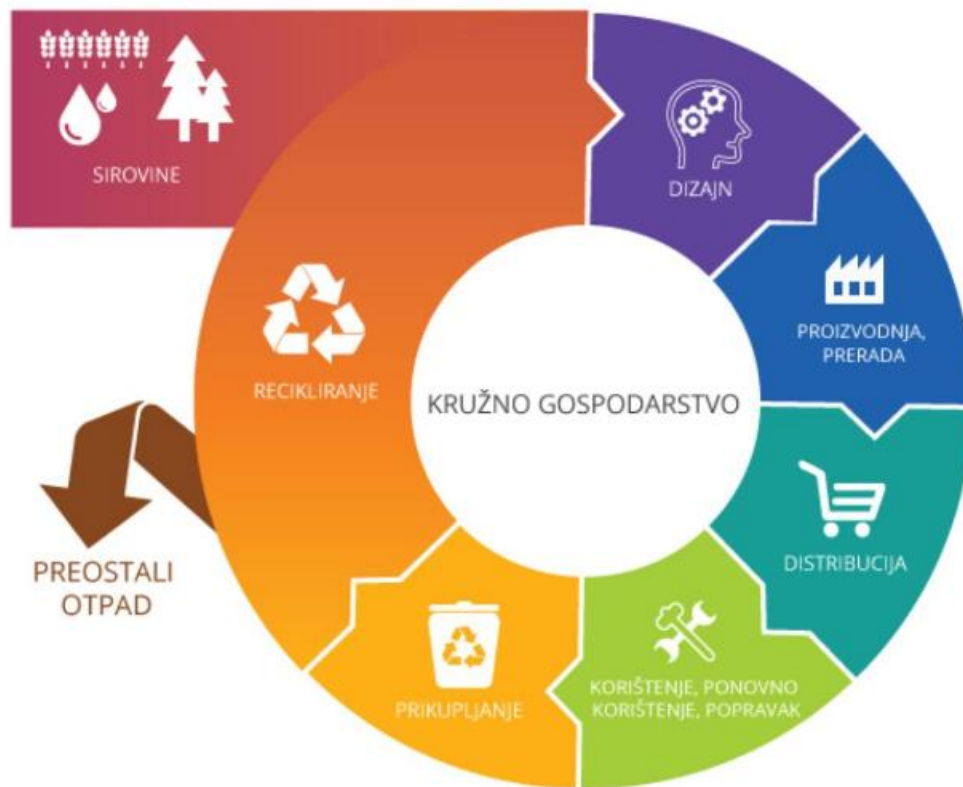 SIROVINE
DIZAJN
PROIZVODNJA,
PRERADA
DISTRIBUCIJA
KORIŠTENJE, PONOVNO
KORIŠTENJE, POPRAVAK
PRIKUPLJANJE
RECIKLIRANJE
PREOSTALI
OTPAD
KRUŽNO GOSPODARSTVO